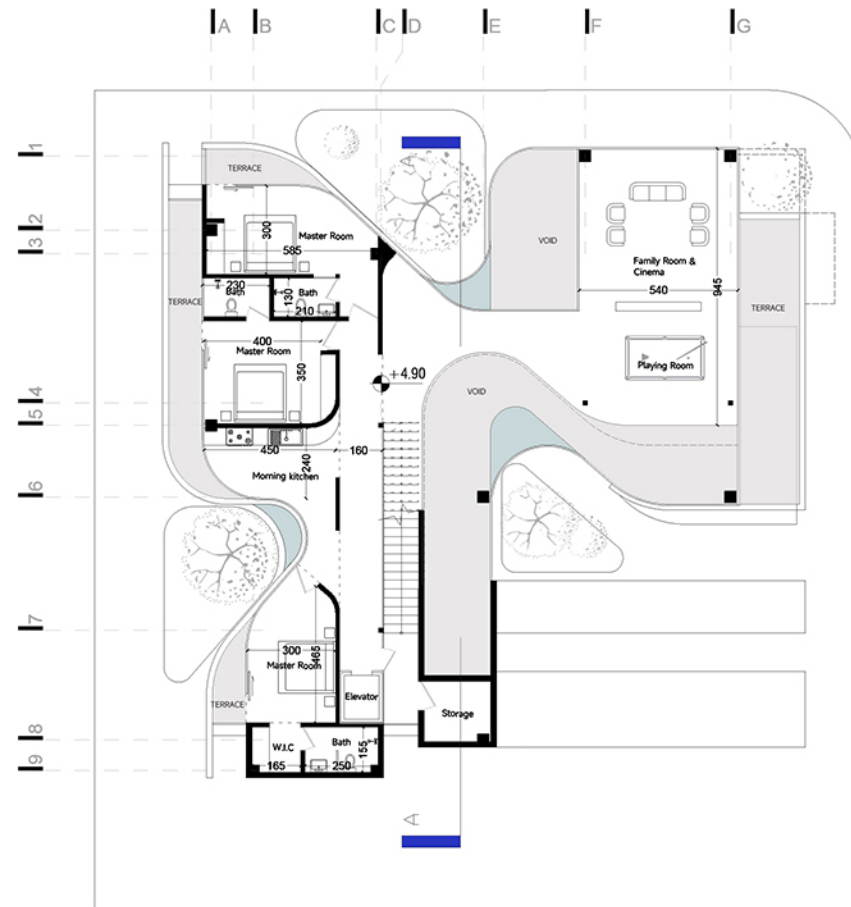 A B C D E F G
1
2
3
4
5
6
7
8
9
A
TERRACE
300
Master Room
585
230
Bath
130
Bath
210
TERRACE
400
Master Room
350
+4.90
450
160
240
Morning kitchen
VOID
VOID
Family Room &
Cinema
540
945
TERRACE
Playing Room
300
465
Master Room
TERRACE
Elevator
Storage
W.I.C
Bath
155
165
250
A